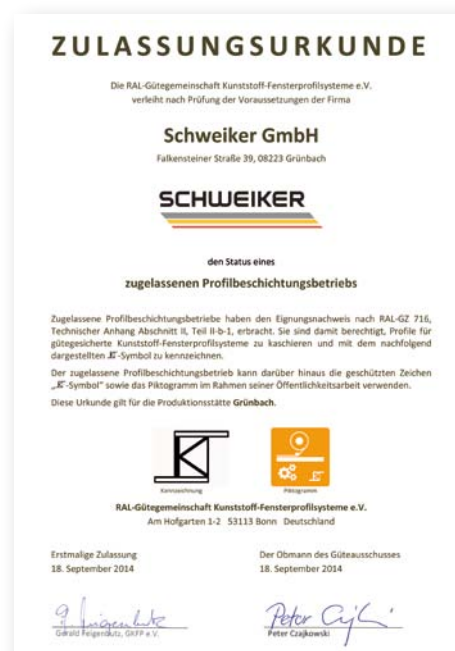 ZULASSUNGSURKUNDE
Die RAL-Gütegemeinschaft Kunststoff-Fensterprofilsysteme e.V.
verleiht nach Prüfung der Voraussetzungen der Firma
Schweiker GmbH
Falkensteiner Straße 39, 08223 Grünbach
SCHWEIKER
den Status eines
zugelassenen Profilbeschichtungsbetriebs
Zugelassene Profilbeschichtungsbetriebe haben den Eignungsnachweis nach RAL-GZ 716,
Technischer Anhang Abschnitt II, Teil II-b-1, erbracht. Sie sind damit berechtigt, Profile für
gütegesicherte Kunststoff-Fensterprofilsysteme zu kaschieren und mit dem nachfolgend
dargestellten K-Symbol zu kennzeichnen.
Der zugelassene Profilbeschichtungsbetrieb kann darüber hinaus die geschützten Zeichen
„K-Symbol“ sowie das Piktogramm im Rahmen seiner Öffentlichkeitsarbeit verwenden.
Diese Urkunde gilt für die Produktionsstätte Grünbach.
K
Kennzeichnung Piktogramm
RAL-Gütegemeinschaft Kunststoff-Fensterprofilsysteme e.V.
Am Hofgarten 1-2 53113 Bonn Deutschland
Erstmalige Zulassung Der Obmann des Güteausschusses
18. September 2014 18. September 2014
Gerald Feigenbutz, GKFP e.V. Peter Czajkowski